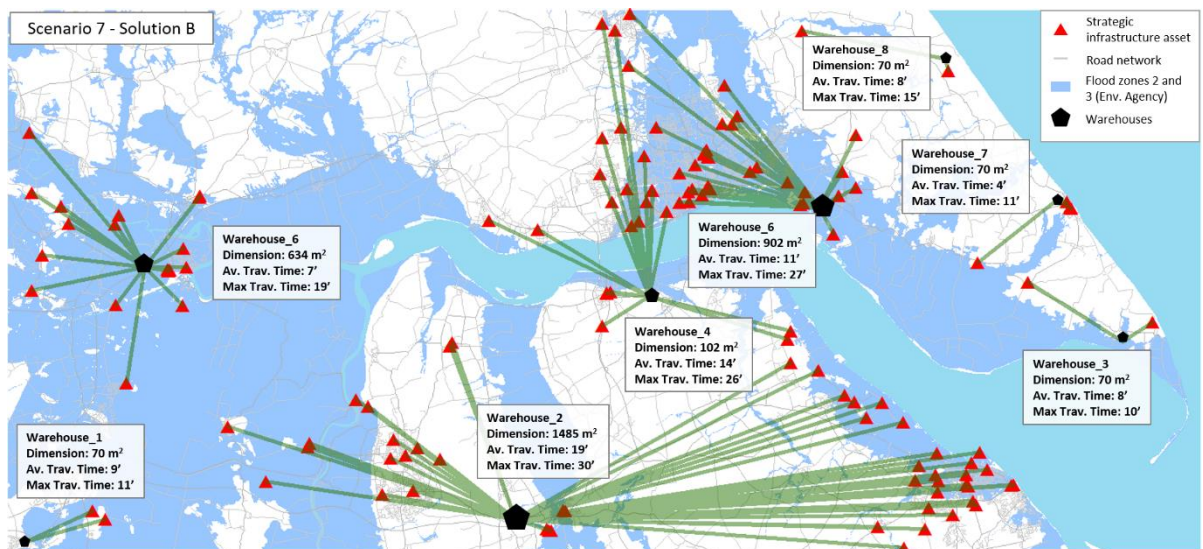 Scenario 7 - Solution B
Warehouse_8
Dimension: 70 m²
Av. Trav. Time: 8’
Max Trav. Time: 15’
Strategic
infrastructure asset
Road network
Flood zones 2 and
3 (Env. Agency)
Warehouses
Warehouse_7
Dimension: 70 m²
Av. Trav. Time: 4’
Max Trav. Time: 11’
Warehouse_6
Dimension: 634 m²
Av. Trav. Time: 7’
Max Trav. Time: 19’
Warehouse_6
Dimension: 902 m²
Av. Trav. Time: 11’
Max Trav. Time: 27’
Warehouse_4
Dimension: 102 m²
Av. Trav. Time: 14’
Max Trav. Time: 26’
Warehouse_3
Dimension: 70 m²
Av. Trav. Time: 8’
Max Trav. Time: 10’
Warehouse_2
Dimension: 1485 m²
Av. Trav. Time: 19’
Max Trav. Time: 30’
Warehouse_1
Dimension: 70 m²
Av. Trav. Time: 9’
Max Trav. Time: 11’